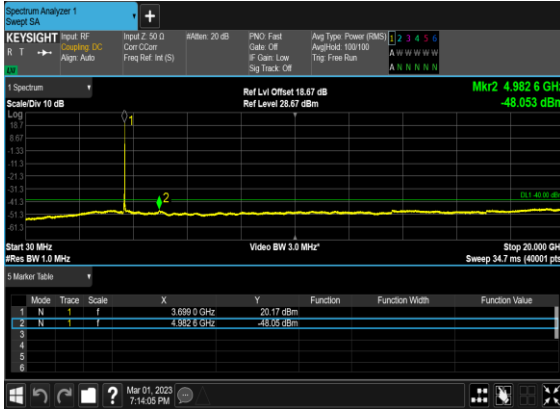 Spectrum Analyzer 1
Swept SA
KEYSIGHT Input: RF Input Z: 50 Ω #Atten: 20 dB PNO: Fast Avg Type: Power (RMS) 1 2 3 4 5 6
R T Coupling: DC Corr CCorr Gate: Off Avg|Hold: 100/100 A W W W W W
Align: Auto Freq Ref: Int (S) IF Gain: Low Trig: Free Run
Sig Track: Off A N N N N N
1 Spectrum Ref Lvl Offset 18.67 dB Mkr2 4.982 6 GHz
Scale/Div 10 dB Ref Level 28.67 dBm -48.053 dBm
Log 1
18.7
8.67
-1.33
-11.3
-21.3
-31.3 2
-41.3 DL1 -40.00 dBm
-51.3
-61.3
Start 30 MHz Video BW 3.0 MHz* Stop 20.000 GHz
#Res BW 1.0 MHz Sweep 34.7 ms (40001 pts)
5 Marker Table
Mode Trace Scale X Y Function Function Width Function Value
1 N 1 f 3.699 0 GHz 20.17 dBm
2 N 1 f 4.982 6 GHz -48.05 dBm
3
4
5
6
? Mar 01, 2023
7:14:05 PM